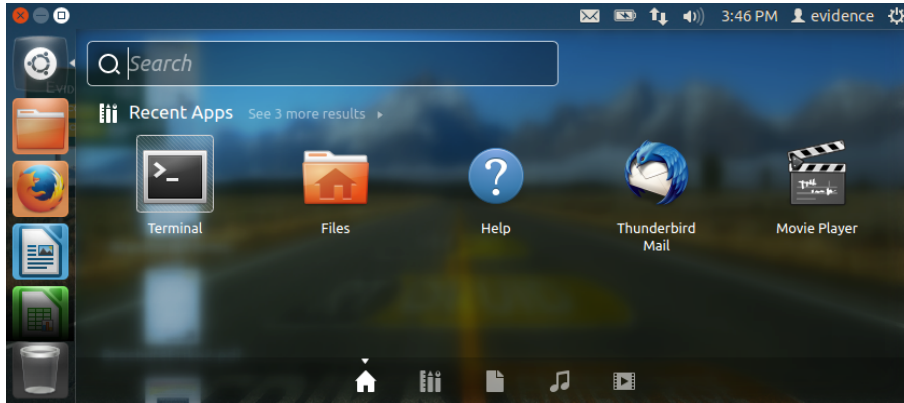 3:46 PM evidence
Search
Recent Apps See 3 more results
Terminal
Files
Help
Thunderbird
Mail
Movie Player